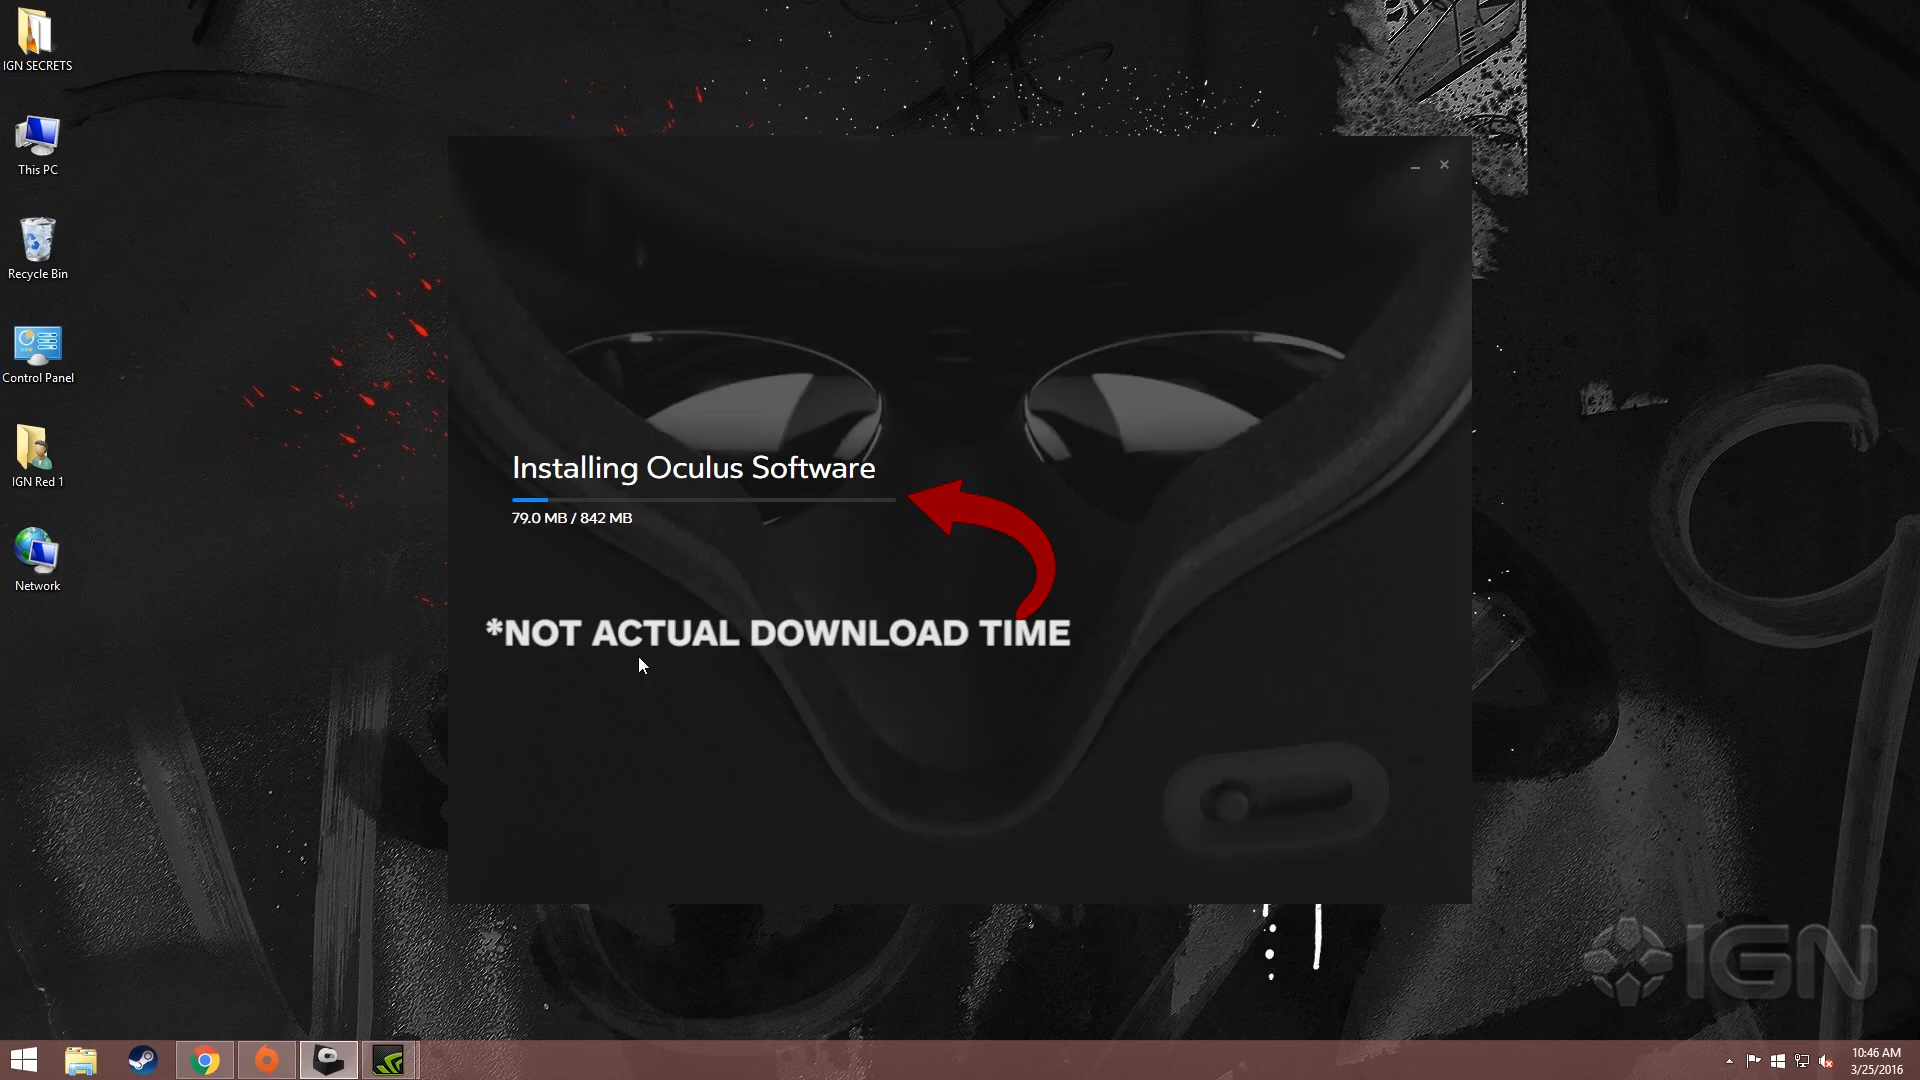 IGN SECRETS
This PC
Recycle Bin
Control Panel
IGN Red 1
Network
Installing Oculus Software
79.0 MB / 842 MB
*NOT ACTUAL DOWNLOAD TIME
IGN
10:46 AM
3/25/2016